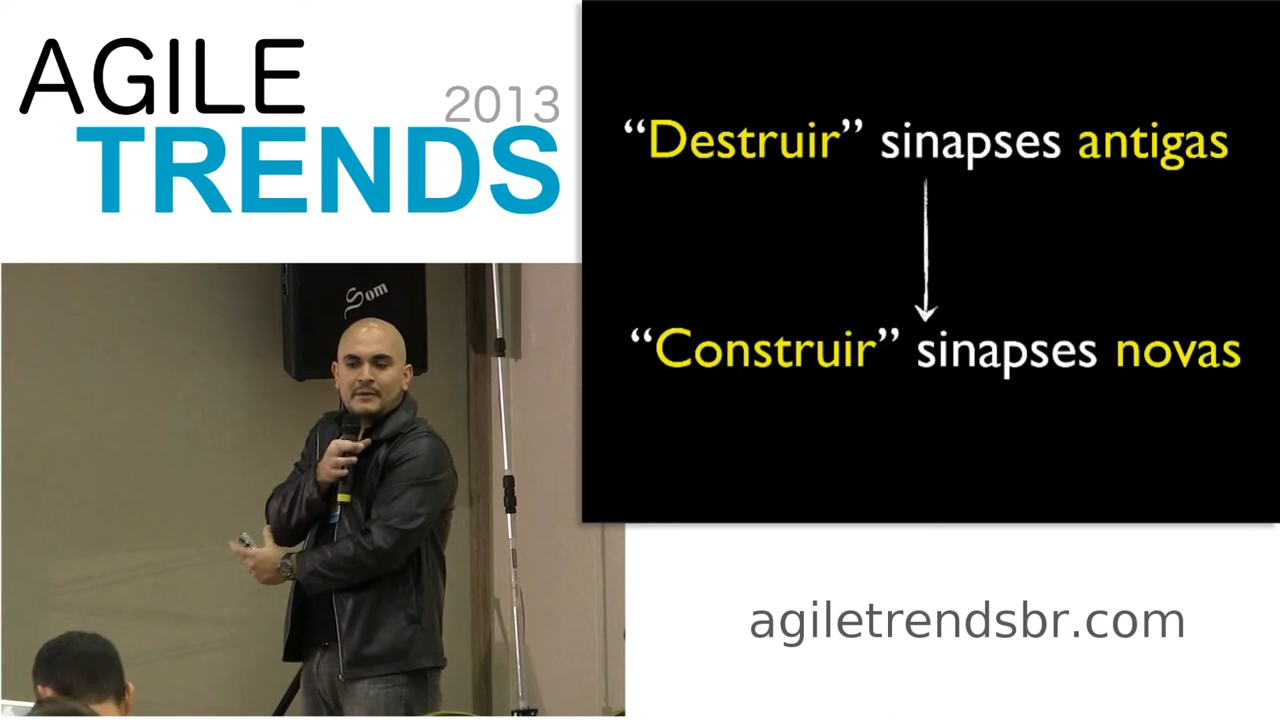 AGILE
2013
TRENDS
“Destruir” sinapses antigas
“Construir” sinapses novas
Som
agiletrendsbr.com